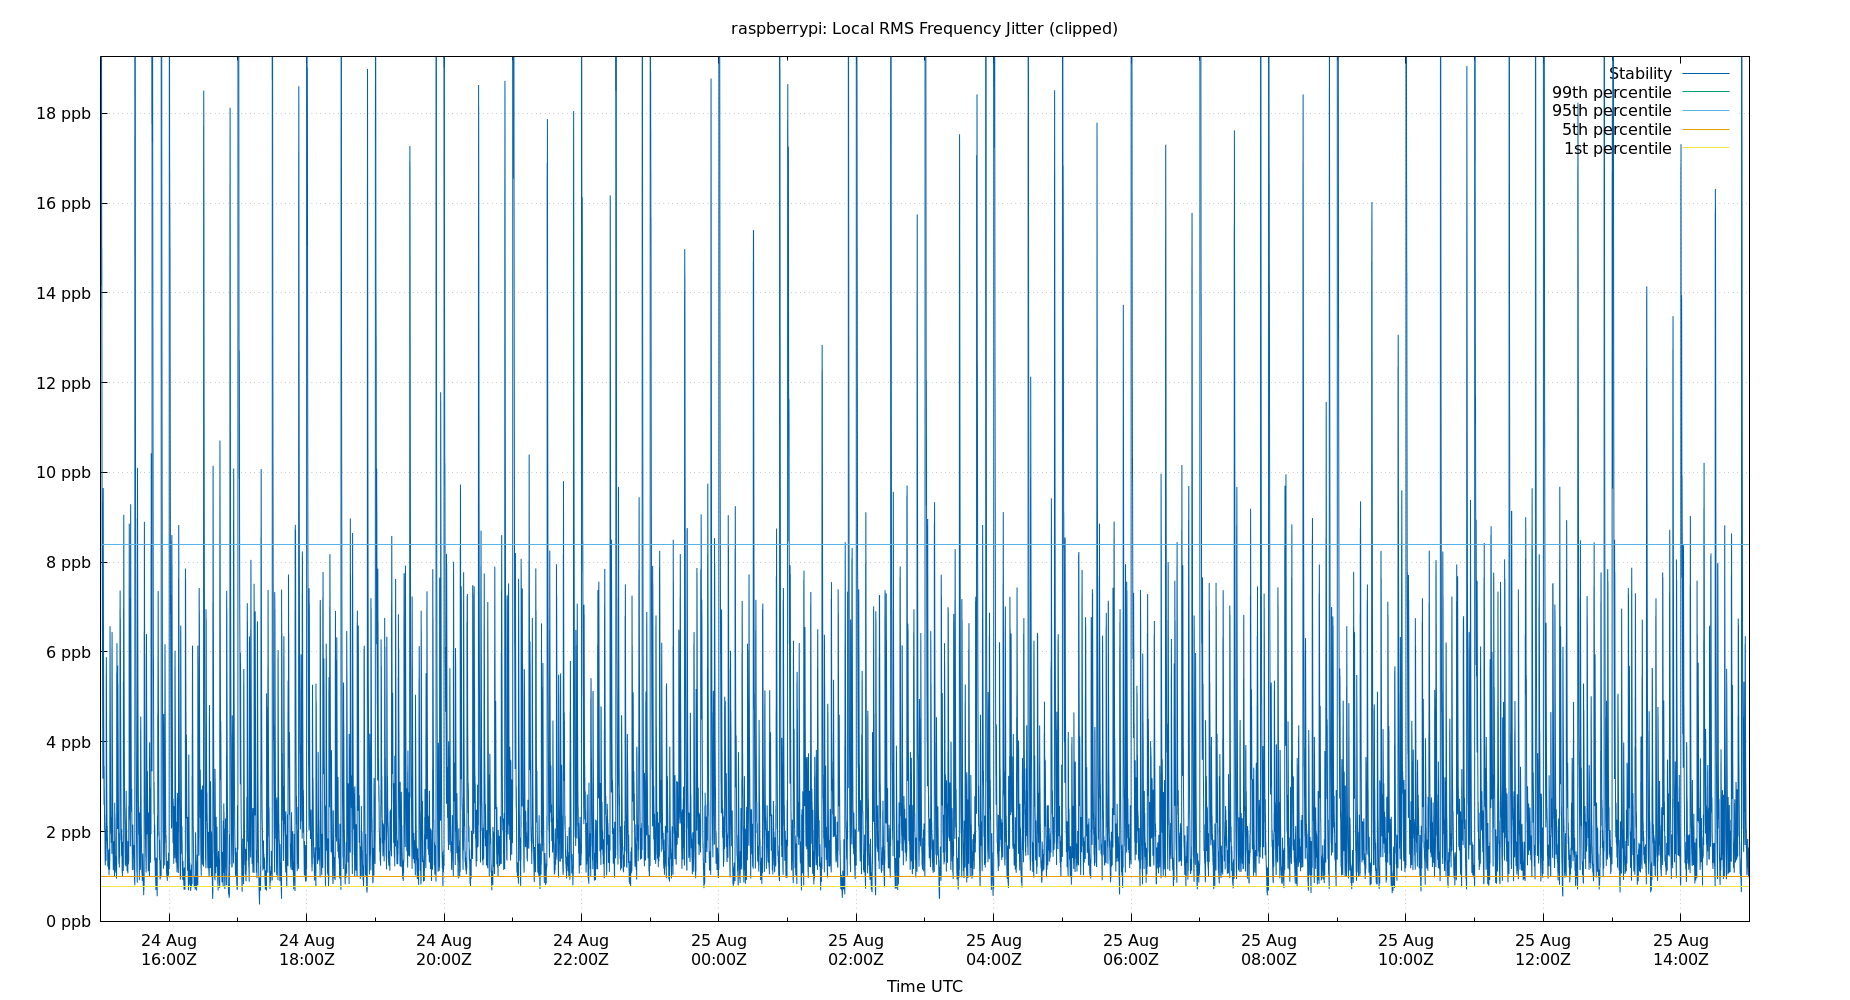 raspberrypi: Local RMS Frequency Jitter (clipped)
Stability
99th percentile
95th percentile
5th percentile
1st percentile
18 ppb
16 ppb
14 ppb
12 ppb
10 ppb
8 ppb
6 ppb
4 ppb
2 ppb
0 ppb
24 Aug 24 Aug 24 Aug 24 Aug 25 Aug 25 Aug 25 Aug 25 Aug 25 Aug 25 Aug 25 Aug 25 Aug
16:00Z 18:00Z 20:00Z 22:00Z 00:00Z 02:00Z 04:00Z 06:00Z 08:00Z 10:00Z 12:00Z 14:00Z
Time UTC